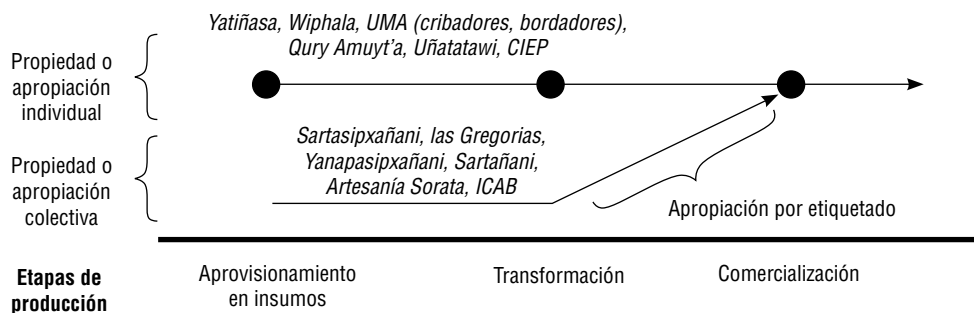 Yatiñasa, Wiphala, UMA (cribadores, bordadores),
Qury Amuyt'a, Uñatatawi, CIEP
Propiedad o
apropiación
individual
Sartasipxañani, las Gregorias,
Yanapasipxañani, Sartañani,
Artesanía Sorata, ICAB
Propiedad o
apropiación
colectiva
Apropiación por etiquetado
Etapas de
producción
Aprovisionamiento
en insumos
Transformación
Comercialización